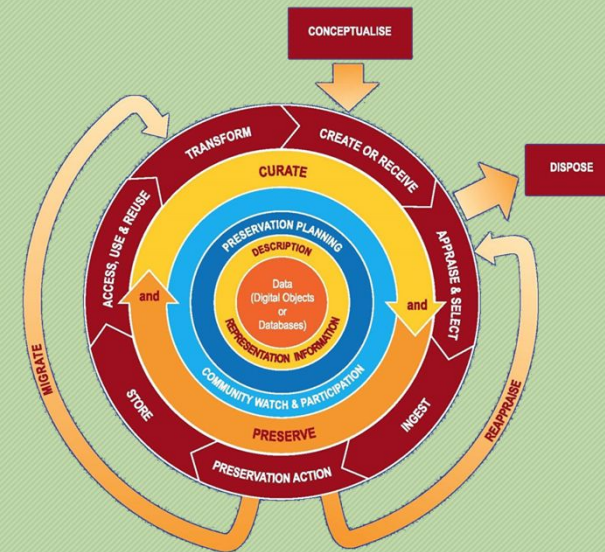 CONCEPTUALISE
TRANSFORM
CREATE OR RECEIVE
DISPOSE
CURATE
ACCESS, USE & REUSE
APPRAISE & SELECT
PRESERVATION PLANNING
DESCRIPTION
Data
(Digital Objects
or
Databases)
and
and
REPRESENTATION INFORMATION
COMMUNITY WATCH & PARTICIPATION
MIGRATE
REAPPRAISE
STORE
INGEST
PRESERVE
PRESERVATION ACTION